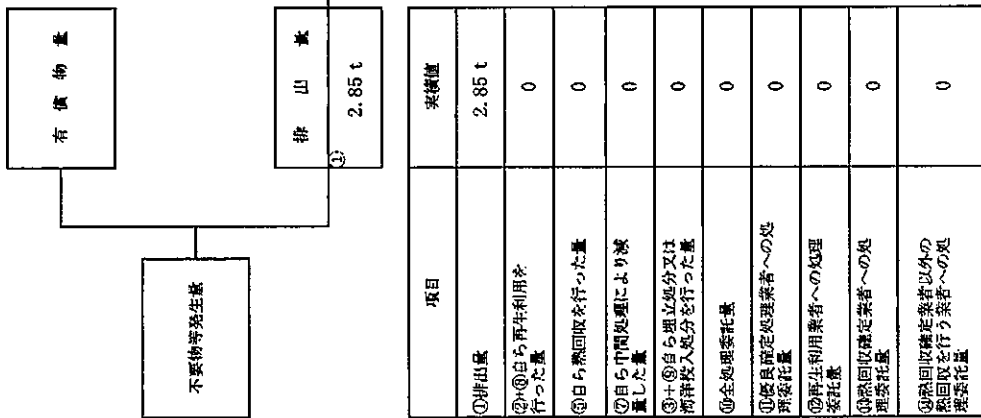 有償物量
不要物等発生量
排出量
①
2.85 t
項目
実績値
①排出量
2.85 t
②+⑧自ら再生利用を
行った量
0
⑤自ら熱回収を行った量
0
⑦自ら中間処理により減
量した量
0
③+⑨自ら埋立処分又は
海洋投入処分を行った量
0
⑩全処理委託量
0
⑪優良認定処理業者への処
理委託量
0
⑫再生利用業者への処理
委託量
0
⑬熱回収認定業者への処
理委託量
0
⑭熱回収認定業者以外の
熱回収を行う業者への処
理委託量
0